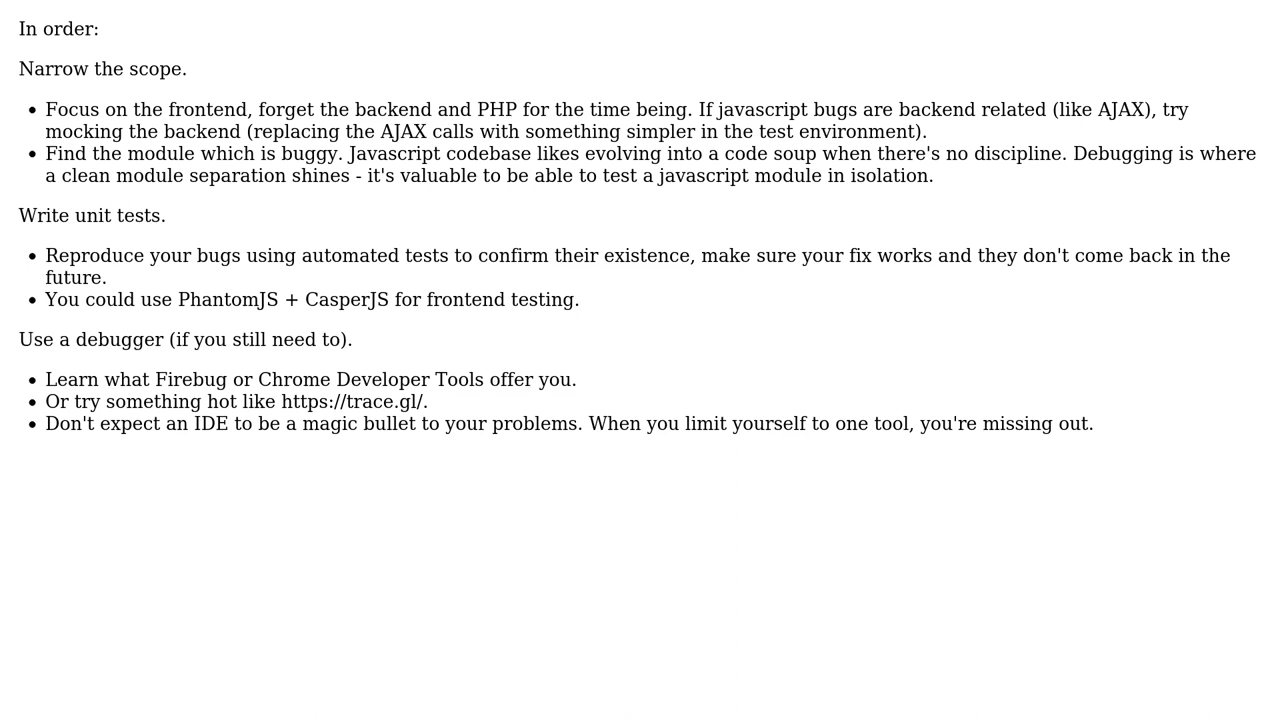 In order:
Narrow the scope.
• Focus on the frontend, forget the backend and PHP for the time being. If javascript bugs are backend related (like AJAX), try
mocking the backend (replacing the AJAX calls with something simpler in the test environment).
• Find the module which is buggy. Javascript codebase likes evolving into a code soup when there's no discipline. Debugging is where
a clean module separation shines - it's valuable to be able to test a javascript module in isolation.
Write unit tests.
• Reproduce your bugs using automated tests to confirm their existence, make sure your fix works and they don't come back in the
future.
• You could use PhantomJS + CasperJS for frontend testing.
Use a debugger (if you still need to).
• Learn what Firebug or Chrome Developer Tools offer you.
• Or try something hot like https://trace.gl/.
• Don't expect an IDE to be a magic bullet to your problems. When you limit yourself to one tool, you're missing out.